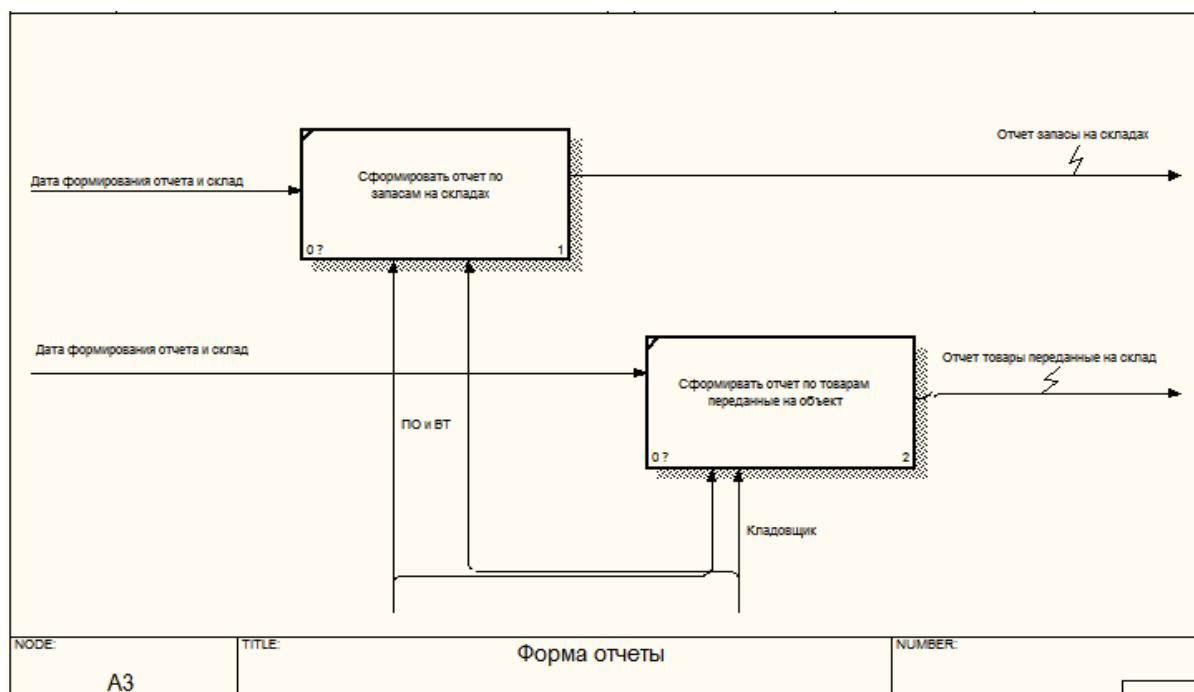 Отчет запасы на складах
Дата формирования отчета и склад
Сформировать отчет по
запасам на складах
0 ?
1
Дата формирования отчета и склад
Отчет товары переданные на склад
Сформирвать отчет по товарам
переданные на объект
ПО и ВТ
0 ?
2
Кладовщик
NODE:
TITLE:
NUMBER:
Форма отчеты
A3